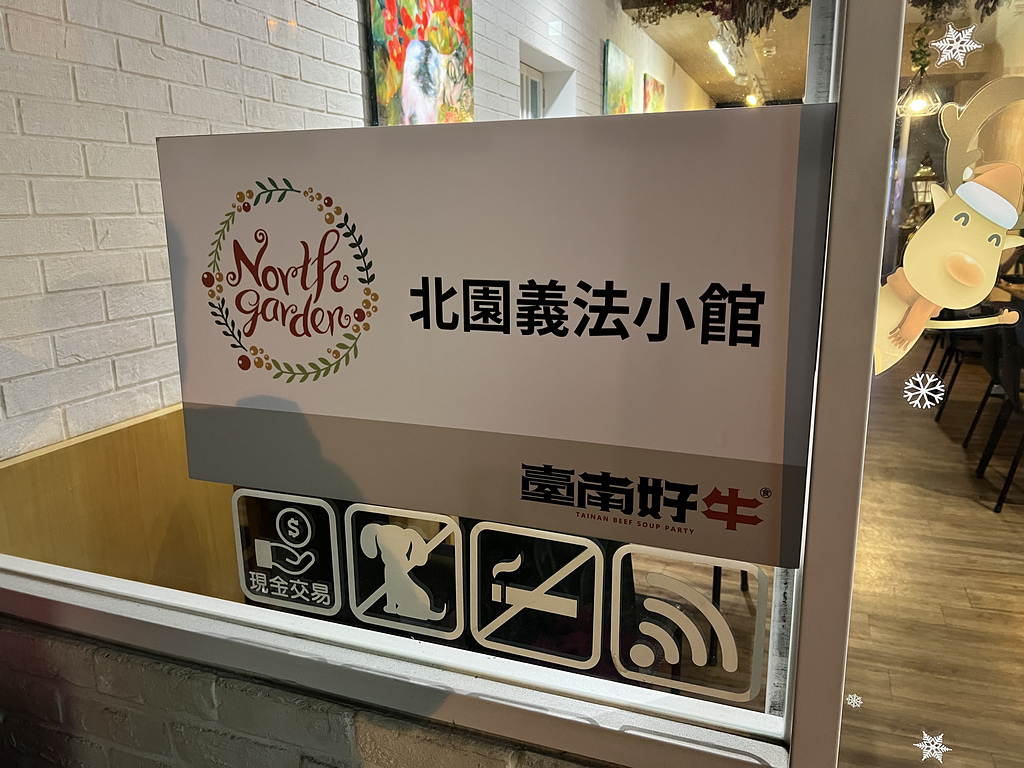 North
garden
北園義法小館
臺南好牛
食
TAINAN BEEF SOUP PARTY
$
現金交易